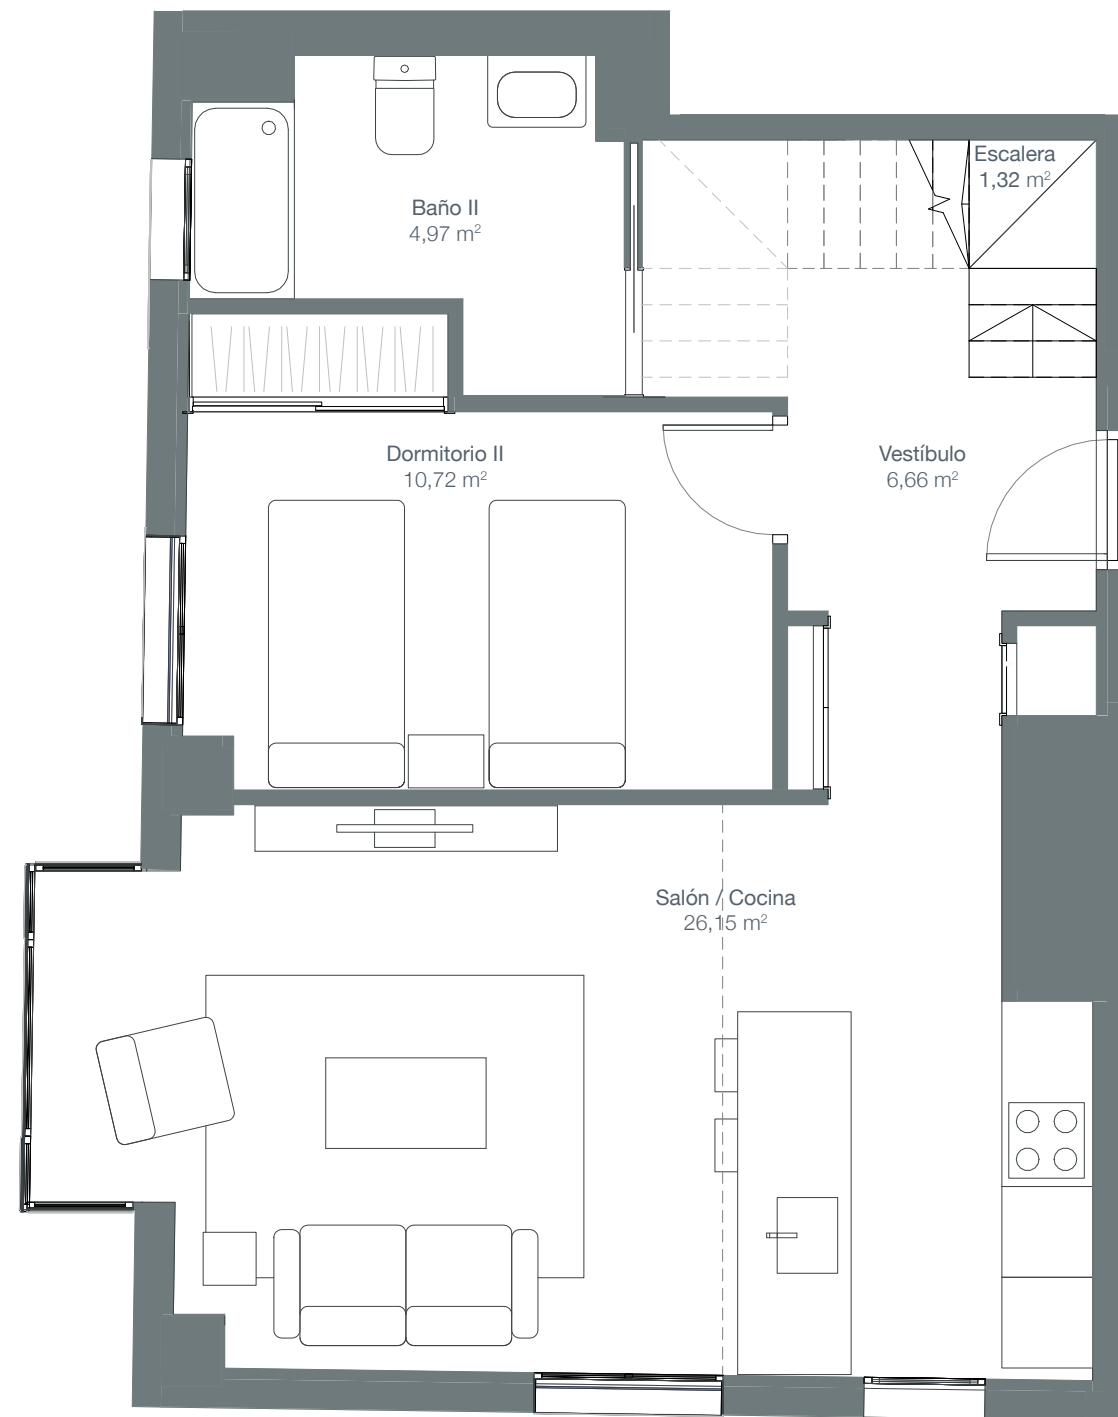 Escalera
1,32 m²
Baño II
4,97 m²
Dormitorio II
10,72 m²
Vestíbulo
6,66 m²
Salón / Cocina
26,15 m²